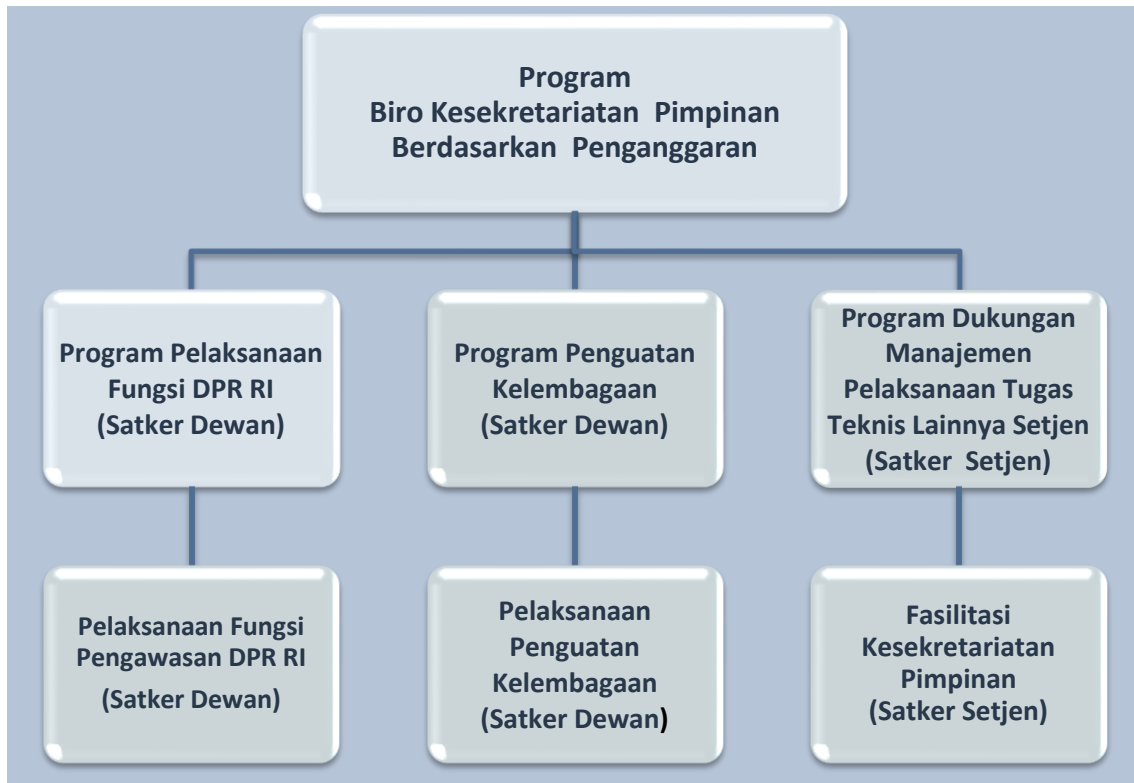 Program
Biro Kesekretariatan Pimpinan
Berdasarkan Penganggaran
Program Pelaksanaan
Fungsi DPR RI
(Satker Dewan)
Program Penguatan
Kelembagaan
(Satker Dewan)
Program Dukungan
Manajemen
Pelaksanaan Tugas
Teknis Lainnya Setjen
(Satker Setjen)
Pelaksanaan Fungsi
Pengawasan DPR RI
(Satker Dewan)
Pelaksanaan
Penguatan
Kelembagaan
(Satker Dewan)
Fasilitasi
Kesekretariatan
Pimpinan
(Satker Setjen)